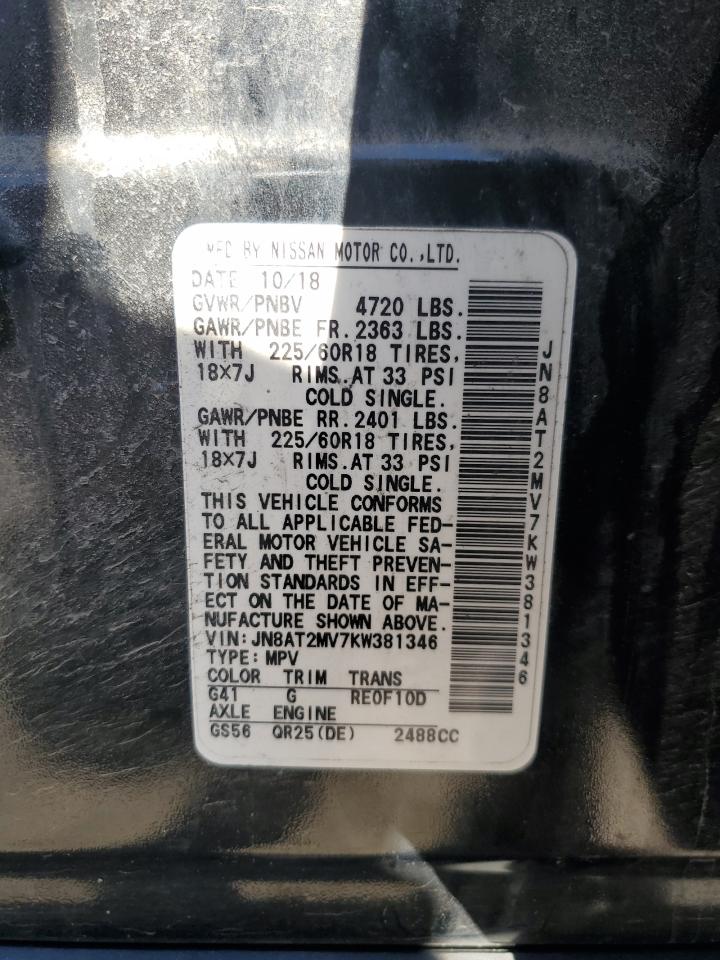 MFD BY NISSAN MOTOR CO.,LTD.
DATE 10/18
GVWR/PNBV 4720 LBS.
GAWR/PNBE FR. 2363 LBS.
WITH 225/60R18 TIRES,
18X7J RIMS.AT 33 PSI
COLD SINGLE.
GAWR/PNBE RR. 2401 LBS.
WITH 225/60R18 TIRES,
18X7J RIMS.AT 33 PSI
COLD SINGLE.
THIS VEHICLE CONFORMS
TO ALL APPLICABLE FED-
ERAL MOTOR VEHICLE SA-
FETY AND THEFT PREVEN-
TION STANDARDS IN EFF-
ECT ON THE DATE OF MA-
NUFACTURE SHOWN ABOVE.
VIN:JN8AT2MV7KW381346
TYPE:MPV
COLOR TRIM TRANS
G41 G RE0F10D
AXLE ENGINE
GS56 QR25(DE) 2488CC
JN8AT2MV7KW381346